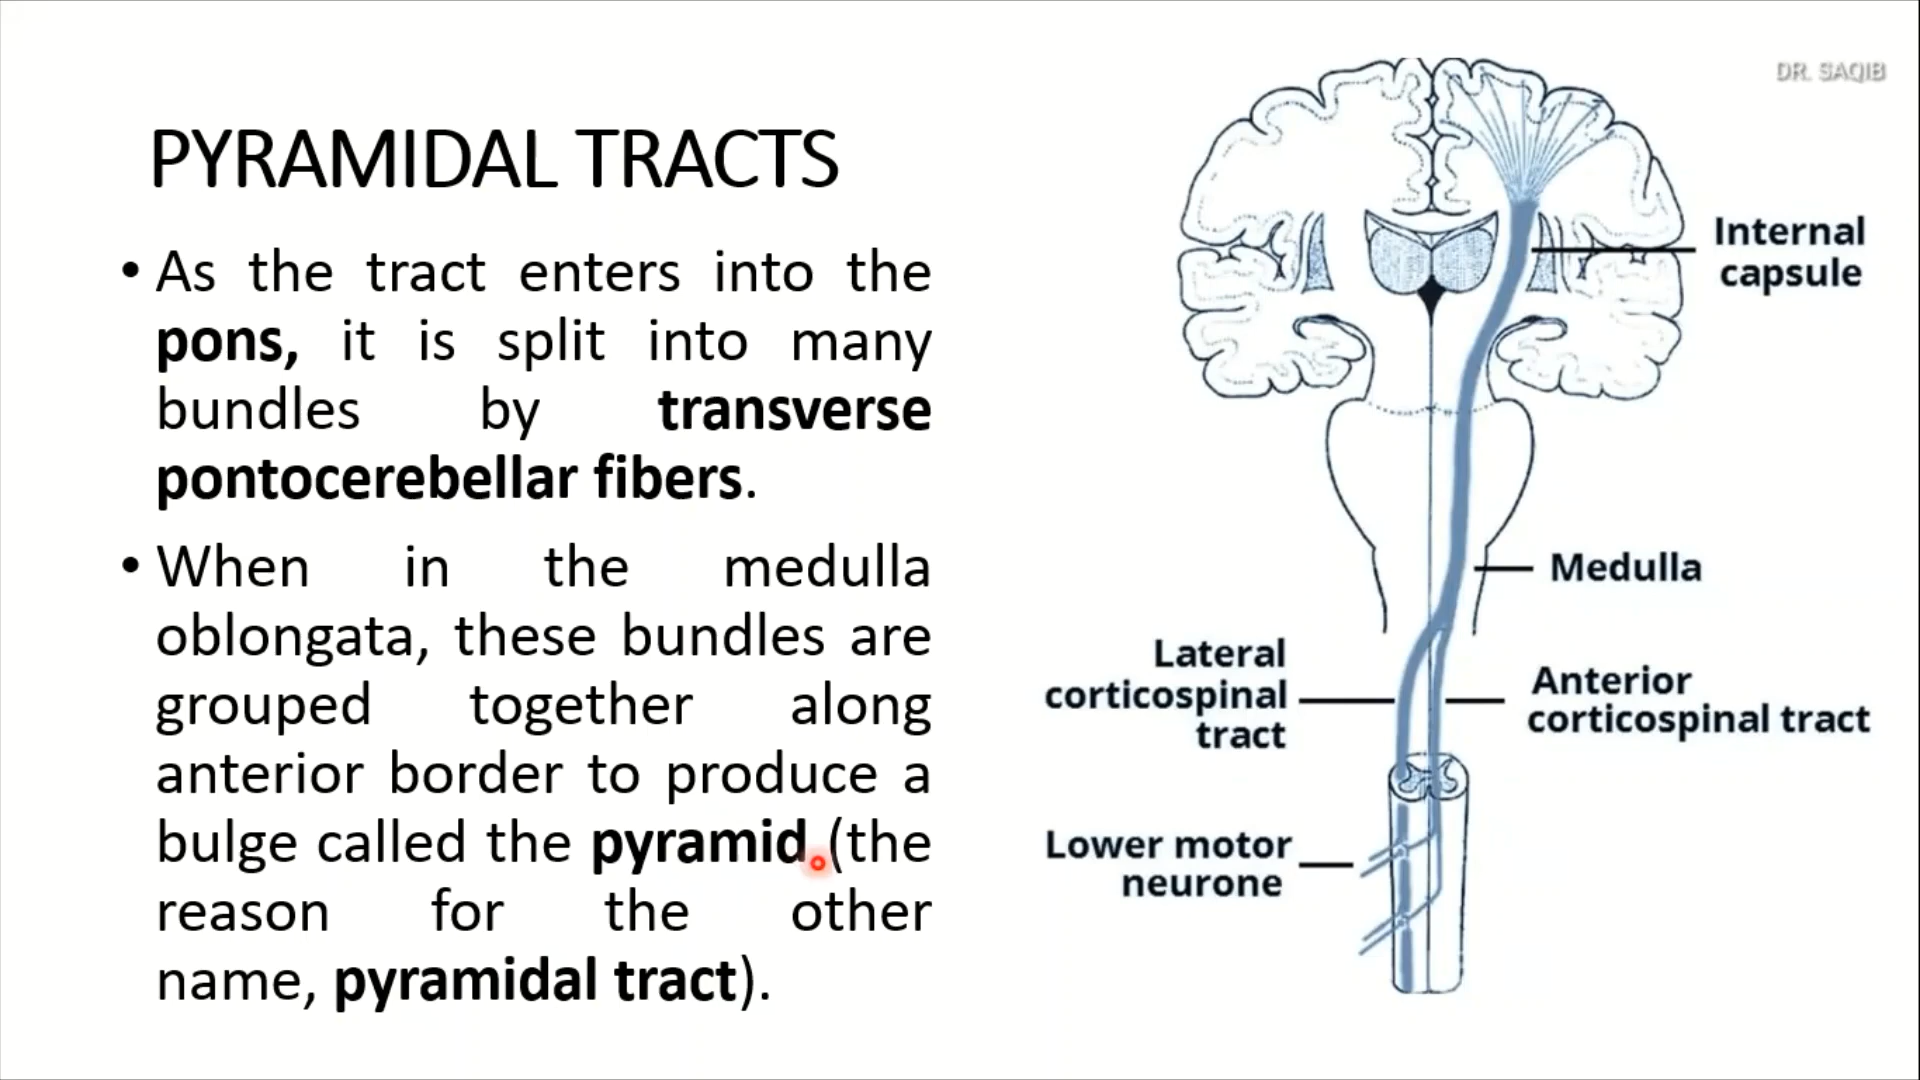 DR. SAQIB
PYRAMIDAL TRACTS
• As the tract enters into the
pons, it is split into many
bundles by transverse
pontocerebellar fibers.
• When in the medulla
oblongata, these bundles are
grouped together along
anterior border to produce a
bulge called the pyramid. (the
reason for the other
name, pyramidal tract).
Internal
capsule
Medulla
Lateral
corticospinal
tract
Anterior
corticospinal tract
Lower motor
neurone